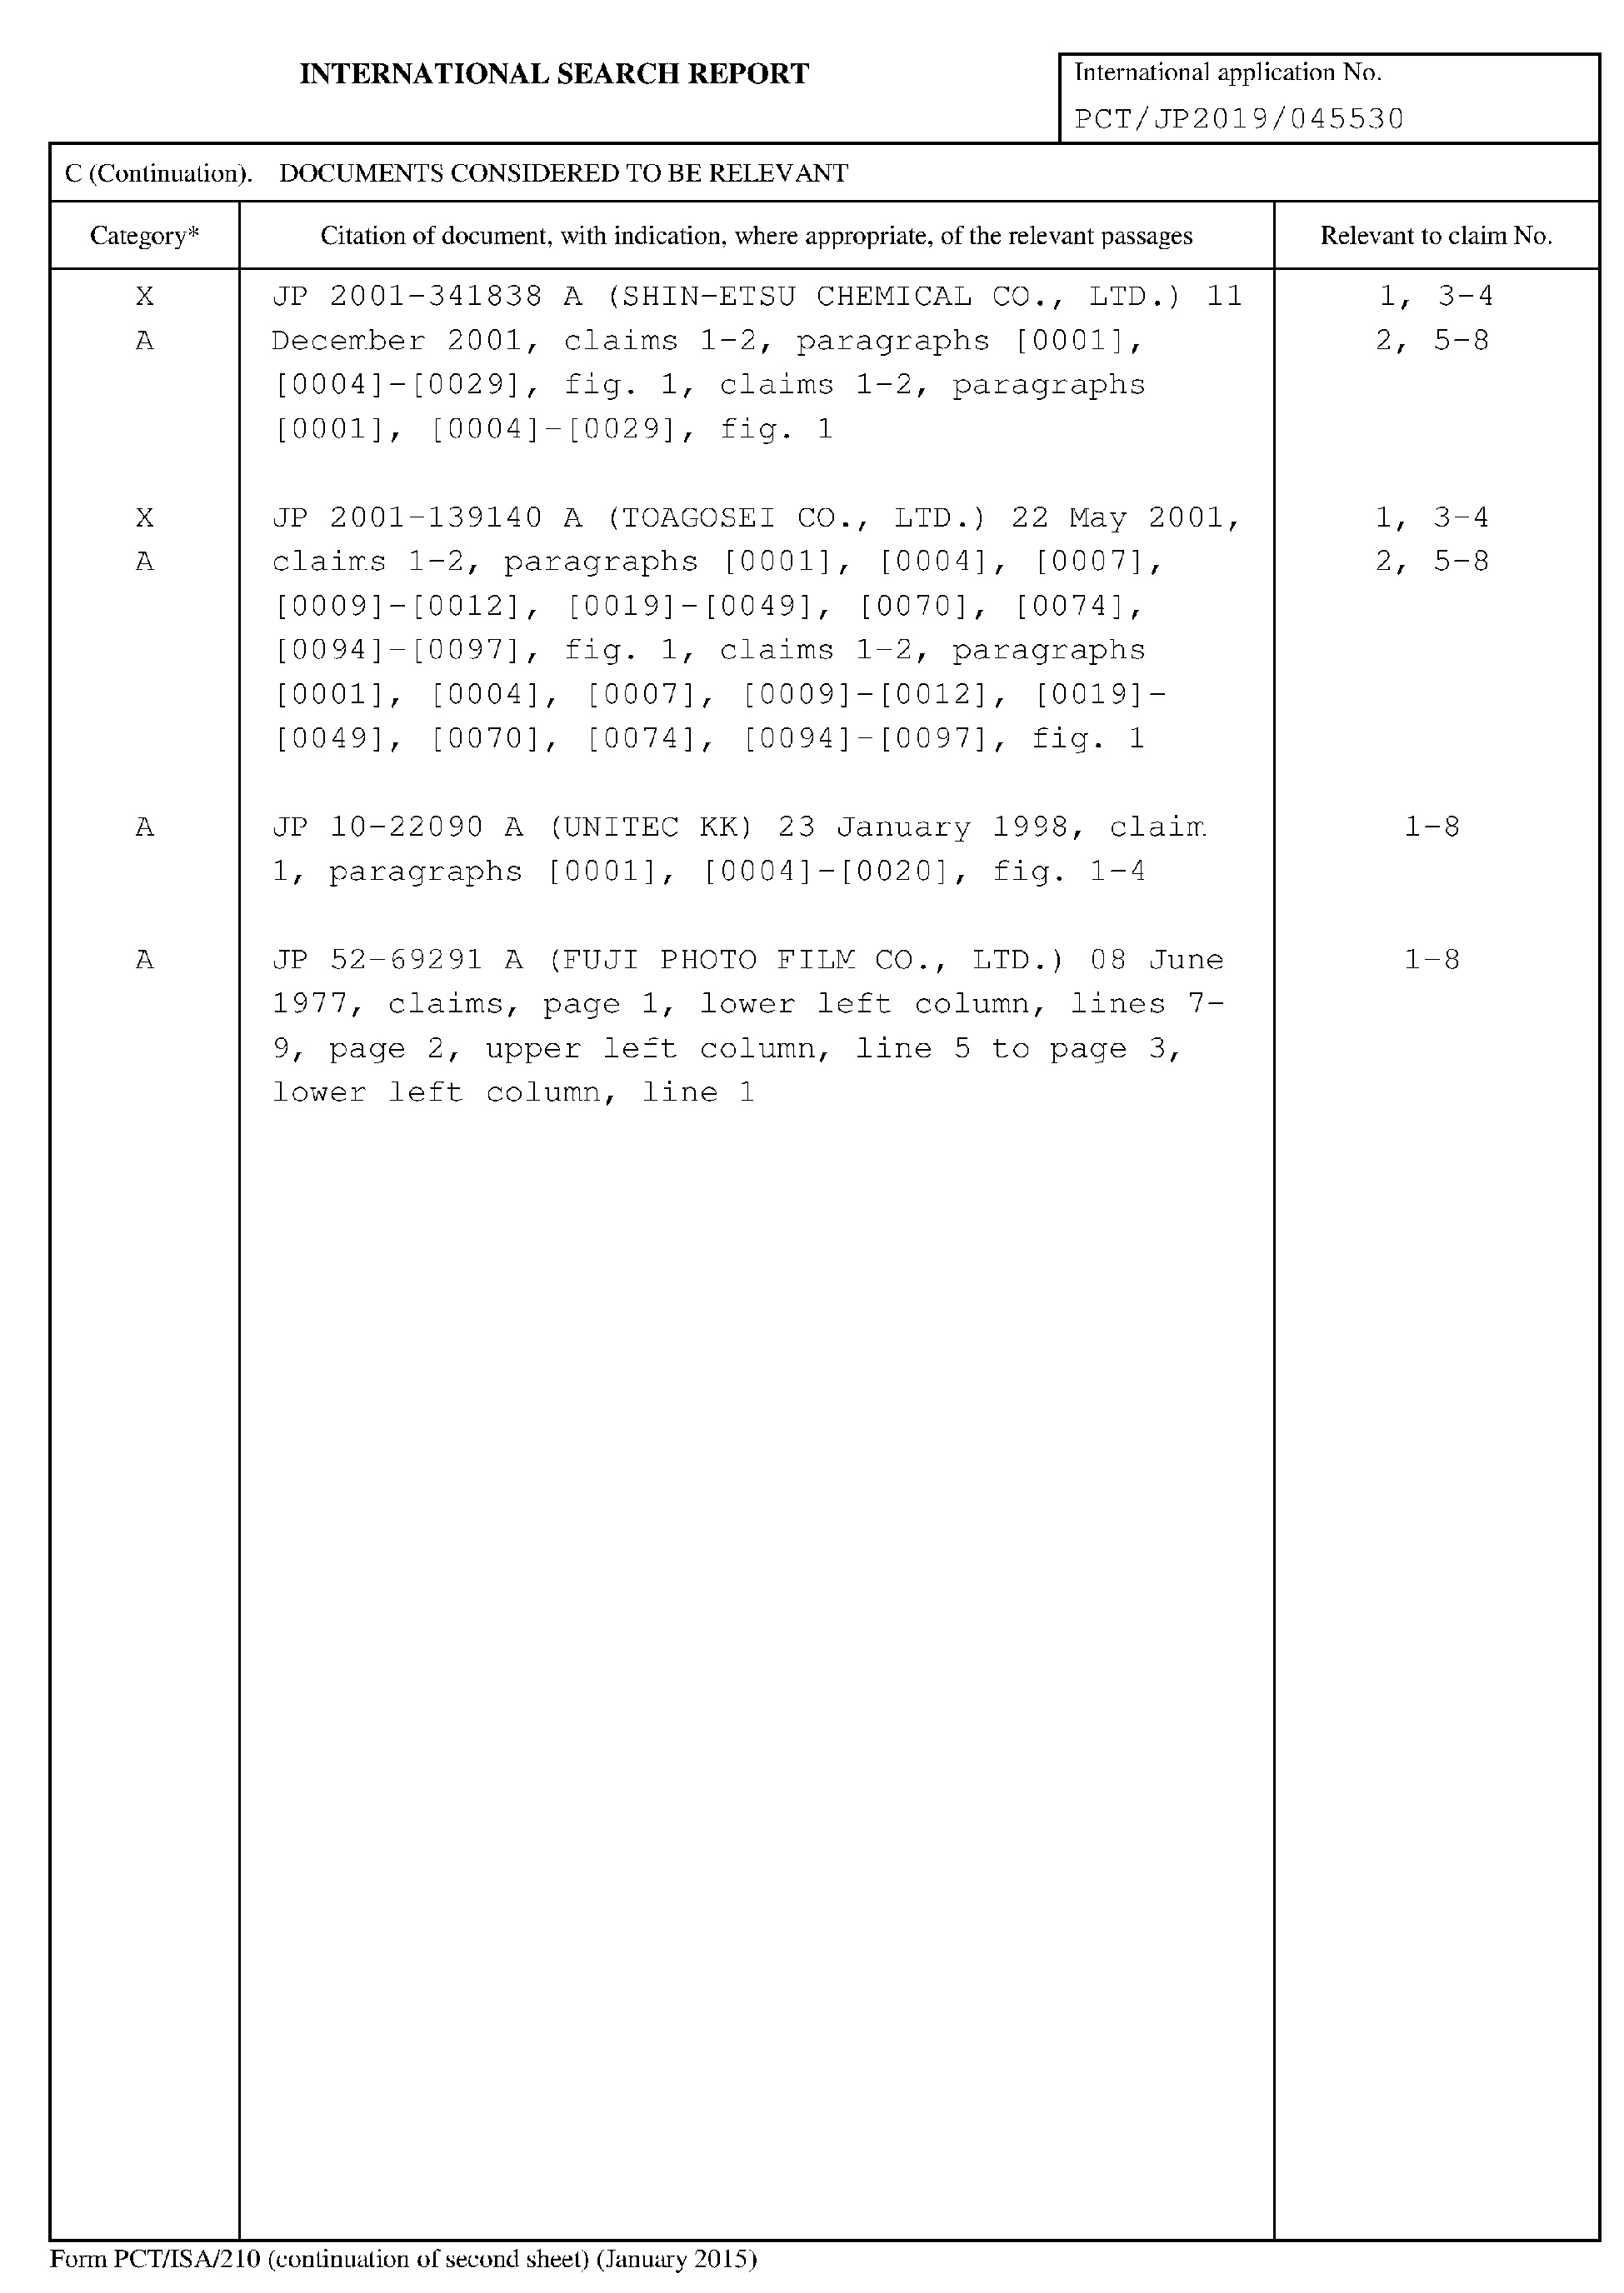 INTERNATIONAL SEARCH REPORT
International application No.
PCT/JP2019/045530
C (Continuation). DOCUMENTS CONSIDERED TO BE RELEVANT
Category* Citation of document, with indication, where appropriate, of the relevant passages Relevant to claim No.
X JP 2001-341838 A (SHIN-ETSU CHEMICAL CO., LTD.) 11 1, 3-4
A December 2001, claims 1-2, paragraphs [0001], 2, 5-8
[0004]-[0029], fig. 1, claims 1-2, paragraphs
[0001], [0004]-[0029], fig. 1
X JP 2001-139140 A (TOAGOSEI CO., LTD.) 22 May 2001, 1, 3-4
A claims 1-2, paragraphs [0001], [0004], [0007], 2, 5-8
[0009]-[0012], [0019]-[0049], [0070], [0074],
[0094]-[0097], fig. 1, claims 1-2, paragraphs
[0001], [0004], [0007], [0009]-[0012], [0019]-
[0049], [0070], [0074], [0094]-[0097], fig. 1
A JP 10-22090 A (UNITEC KK) 23 January 1998, claim 1-8
1, paragraphs [0001], [0004]-[0020], fig. 1-4
A JP 52-69291 A (FUJI PHOTO FILM CO., LTD.) 08 June 1-8
1977, claims, page 1, lower left column, lines 7-
9, page 2, upper left column, line 5 to page 3,
lower left column, line 1
Form PCT/ISA/210 (continuation of second sheet) (January 2015)